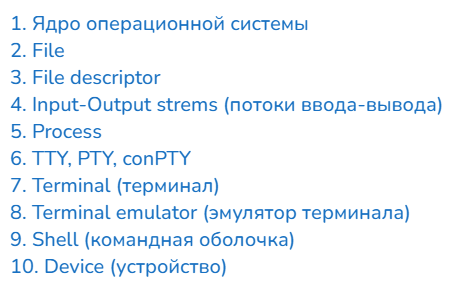 1. Ядро операционной системы
2. File
3. File descriptor
4. Input-Output strems (потоки ввода-вывода)
5. Process
6. TTY, PTY, conPTY
7. Terminal (терминал)
8. Terminal emulator (эмулятор терминала)
9. Shell (командная оболочка)
10. Device (устройство)